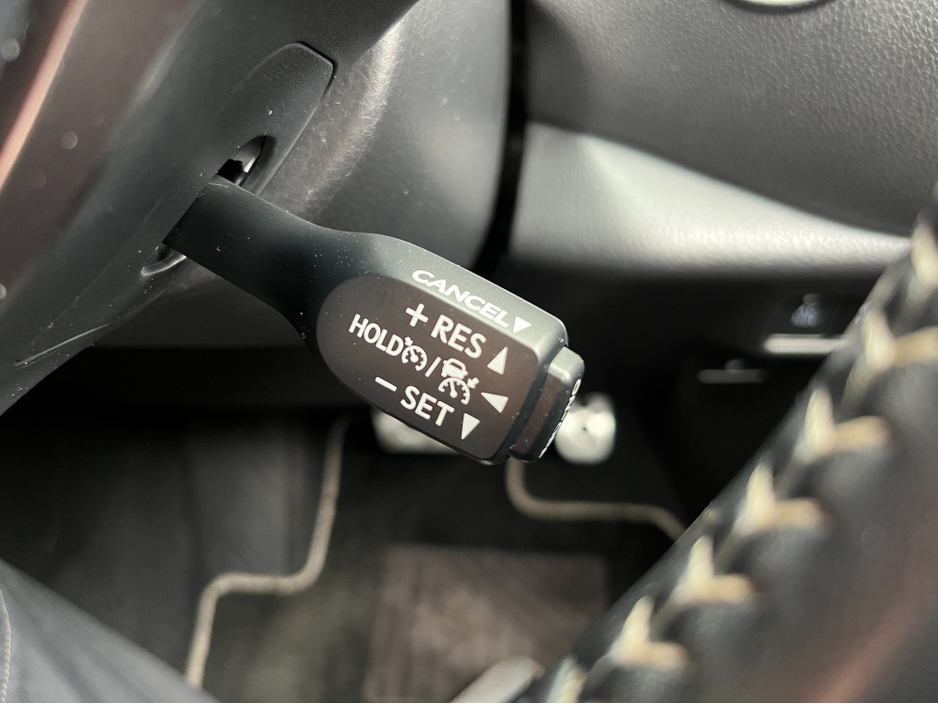 CANCEL▼
+ RES ▲
HOLD /
− SET ▼